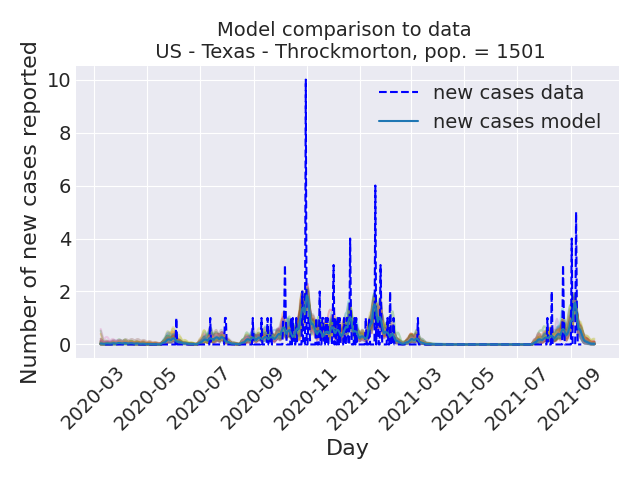 Model comparison to data
US - Texas - Throckmorton, pop. = 1501
Number of new cases reported
10
8
6
4
2
0
new cases data
new cases model
2020-03
2020-05
2020-07
2020-09
2020-11
2021-01
2021-03
2021-05
2021-07
2021-09
Day